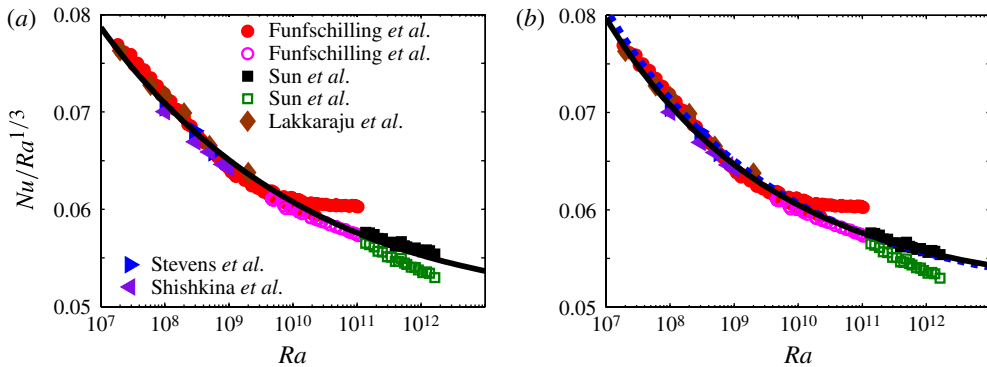 (a)
0.08
0.07
0.06
0.05
Nu/Ra^{1/3}
Funfschilling et al.
Funfschilling et al.
Sun et al.
Sun et al.
Lakkaraju et al.
Stevens et al.
Shishkina et al.
10^7 10^8 10^9 10^{10} 10^{11} 10^{12}
Ra
(b)
0.08
0.07
0.06
0.05
10^7 10^8 10^9 10^{10} 10^{11} 10^{12}
Ra